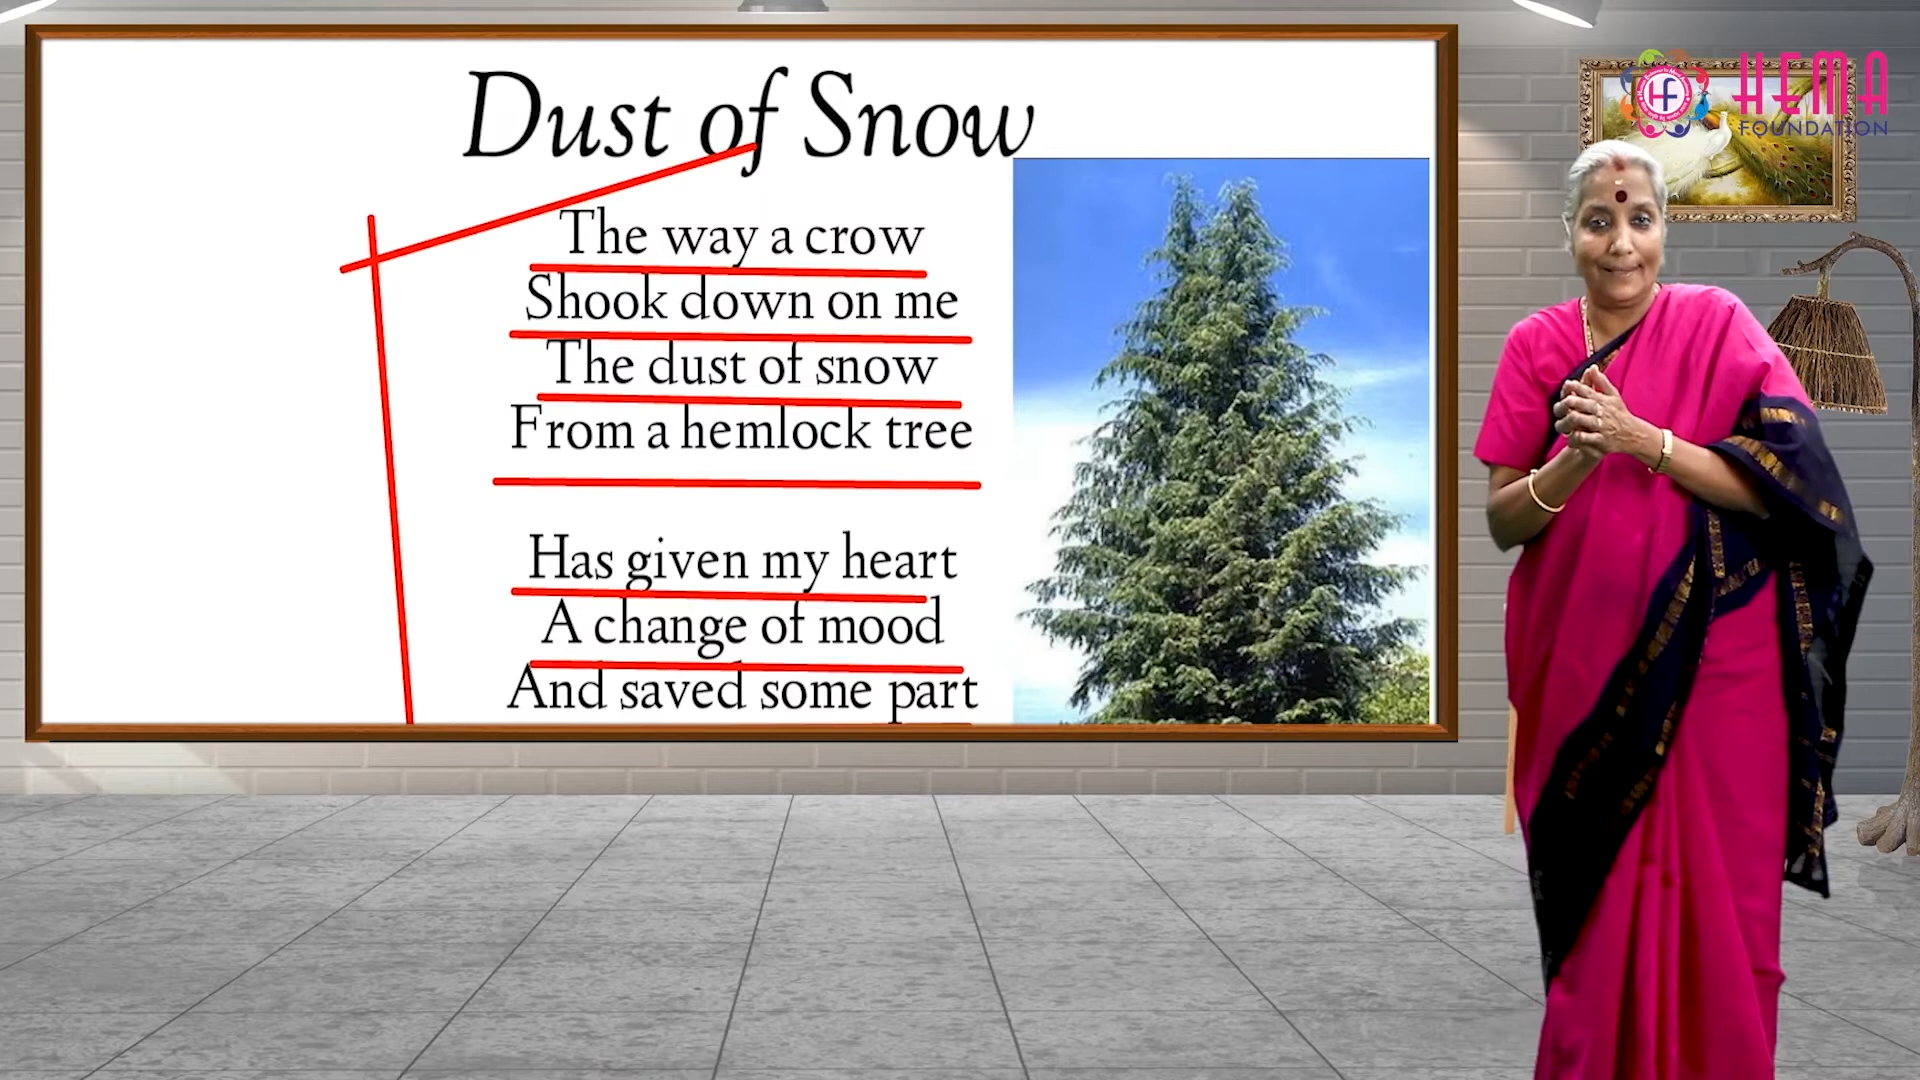 Dust of Snow
The way a crow
Shook down on me
The dust of snow
From a hemlock tree
Has given my heart
A change of mood
And saved some part
HF
HEMA
FOUNDATION